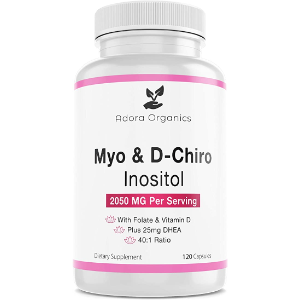 Adora Organics
Myo & D-Chiro
Inositol
2050 MG Per Serving
With Folate & Vitamin D
Plus 25mg DHEA
40:1 Ratio
Dietary Supplement 120 Capsules